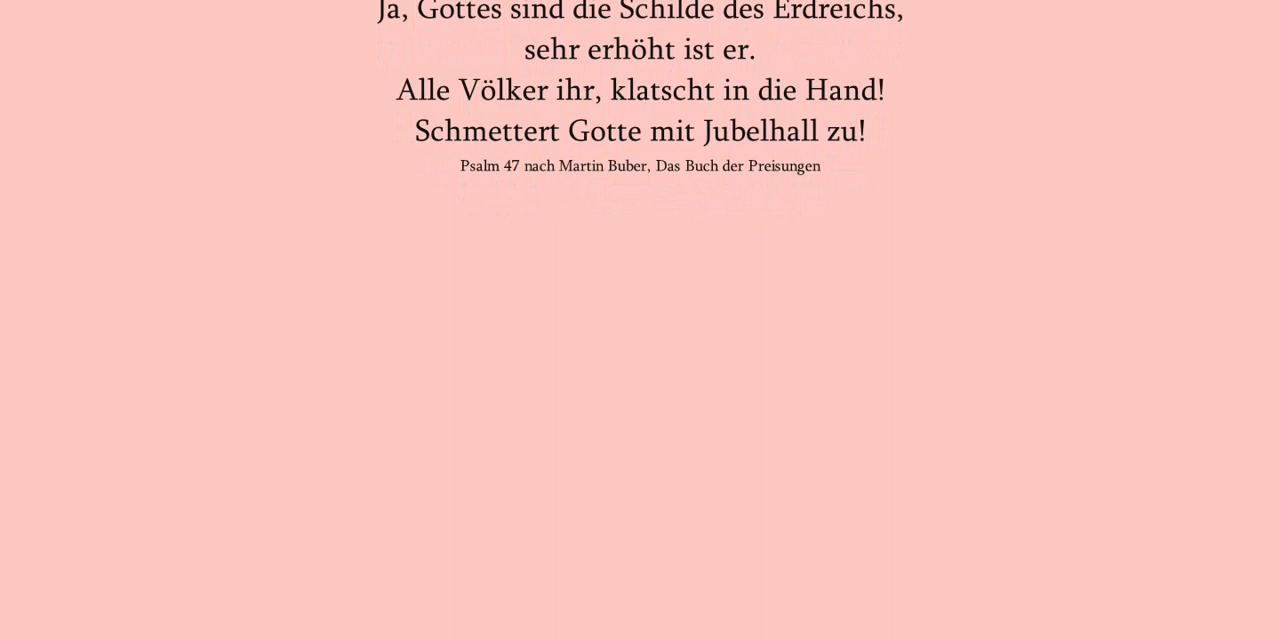 Ja, Gottes sind die Schilde des Erdreichs,
sehr erhöht ist er.
Alle Völker ihr, klatscht in die Hand!
Schmettert Gotte mit Jubelhall zu!
Psalm 47 nach Martin Buber, Das Buch der Preisungen